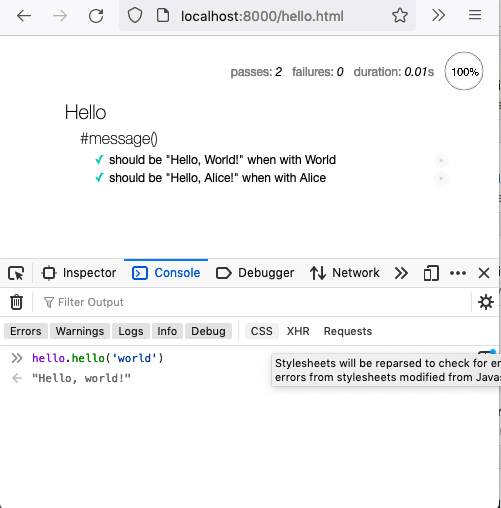 localhost:8000/hello.html
passes: 2 failures: 0 duration: 0.01s 100%
Hello
#message()
✓ should be "Hello, World!" when with World
✓ should be "Hello, Alice!" when with Alice
Inspector Console Debugger Network
Filter Output
Errors Warnings Logs Info Debug CSS XHR Requests
hello.hello('world')
"Hello, world!"
Stylesheets will be reparsed to check for er
errors from stylesheets modified from Javas